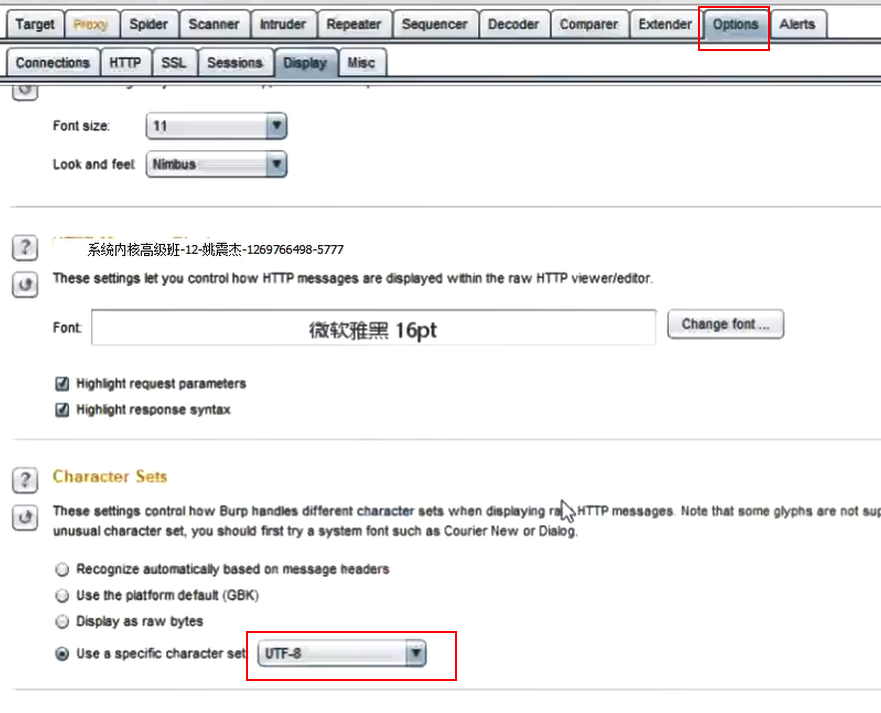 Target Proxy Spider Scanner Intruder Repeater Sequencer Decoder Comparer Extender Options Alerts
Connections HTTP SSL Sessions Display Misc
Font size: 11
Look and feel: Nimbus
? 系统内核高级班-12-姚震杰-1269766498-5777
These settings let you control how HTTP messages are displayed within the raw HTTP viewer/editor.
Font: 微软雅黑 16pt Change font ...
Highlight request parameters
Highlight response syntax
? Character Sets
These settings control how Burp handles different character sets when displaying HTTP messages. Note that some glyphs are not
unusual character set, you should first try a system font such as Courier New or Dialog.
Recognize automatically based on message headers
Use the platform default (GBK)
Display as raw bytes
Use a specific character set: UTF-8